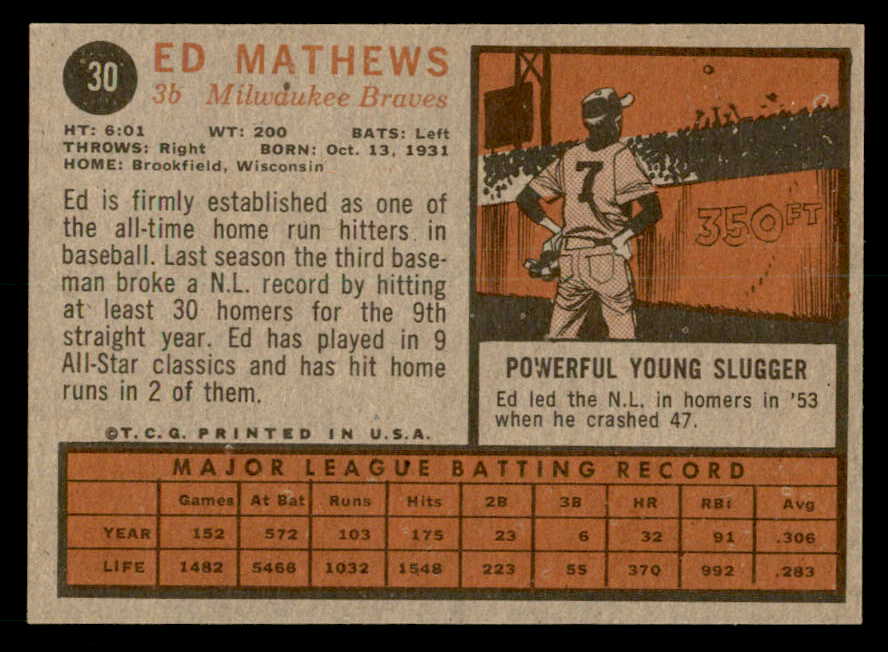 30
ED MATHEWS
3b Milwaukee Braves
HT: 6:01 WT: 200 BATS: Left
THROWS: Right BORN: Oct. 13, 1931
HOME: Brookfield, Wisconsin
Ed is firmly established as one of
the all-time home run hitters in
baseball. Last season the third base-
man broke a N.L. record by hitting
at least 30 homers for the 9th
straight year. Ed has played in 9
All-Star classics and has hit home
runs in 2 of them.
©T.C.G. PRINTED IN U.S.A.
7
350FT
POWERFUL YOUNG SLUGGER
Ed led the N.L. in homers in '53
when he crashed 47.
MAJOR LEAGUE BATTING RECORD
Games At Bat Runs Hits 2B 3B HR RBI Avg
YEAR 152 572 103 175 23 6 32 91 .306
LIFE 1482 5466 1032 1548 223 55 370 992 .283